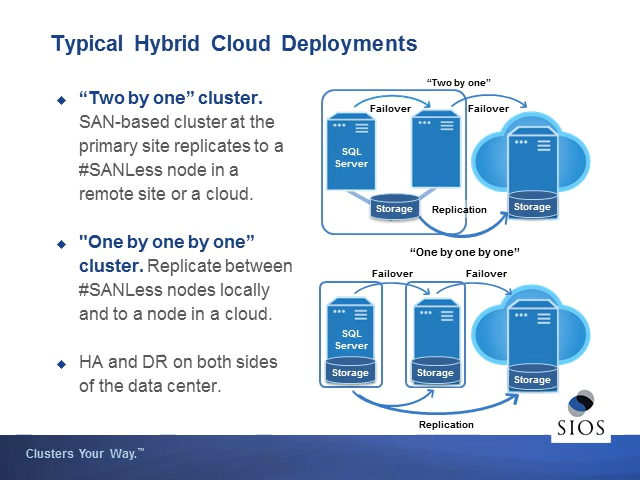 Typical Hybrid Cloud Deployments
◆ “Two by one” cluster.
SAN-based cluster at the
primary site replicates to a
#SANLess node in a
remote site or a cloud.
◆ "One by one by one”
cluster. Replicate between
#SANLess nodes locally
and to a node in a cloud.
◆ HA and DR on both sides
of the data center.
“Two by one”
Failover
Failover
SQL
Server
Storage
Replication
Storage
“One by one by one”
Failover
Failover
SQL
Server
Storage
Storage
Storage
Replication
SIOS
Clusters Your Way.™